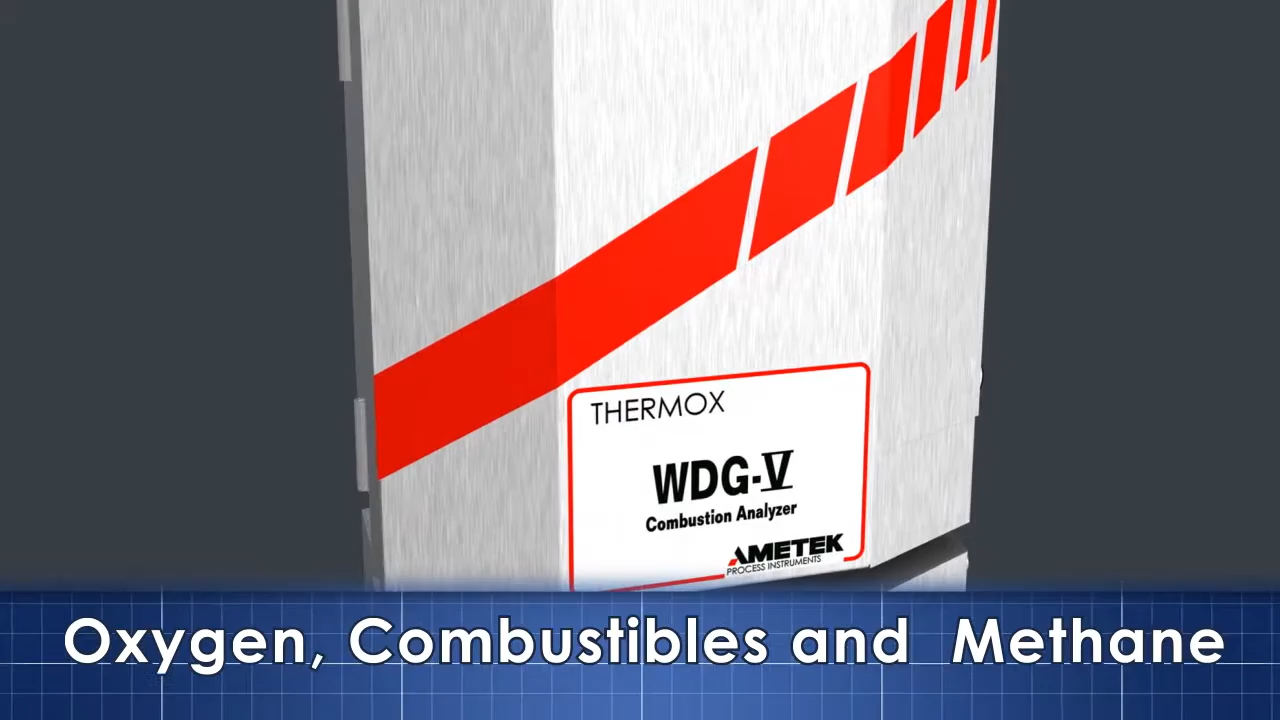 THERMOX
WDG-V
Combustion Analyzer
AMETEK
PROCESS INSTRUMENTS
Oxygen, Combustibles and Methane